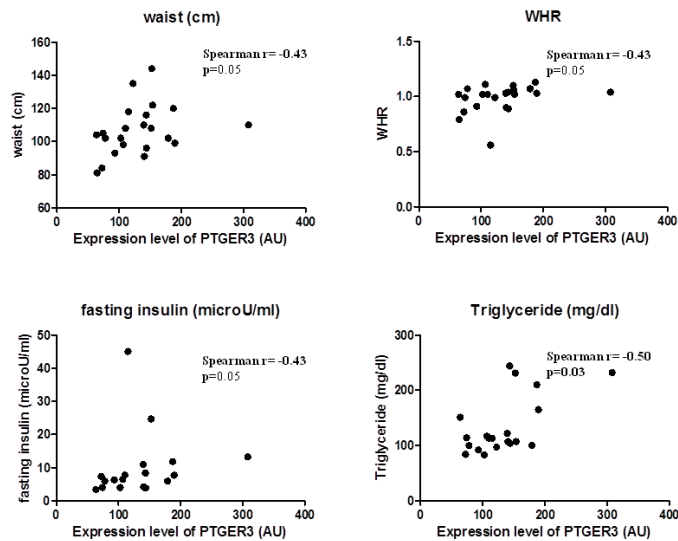 waist (cm)
Spearman r= -0.43
p=0.05
160
140
120
100
80
60
waist (cm)
0
100
200
300
400
Expression level of PTGER3 (AU)
WHR
Spearman r= -0.43
p=0.05
1.5
1.0
0.5
0.0
WHR
0
100
200
300
400
Expression level of PTGER3 (AU)
fasting insulin (microU/ml)
Spearman r= -0.43
p=0.05
50
40
30
20
10
0
fasting insulin (microU/ml)
0
100
200
300
400
Expression level of PTGER3 (AU)
Triglyceride (mg/dl)
Spearman r= -0.50
p=0.03
300
200
100
0
Triglyceride (mg/dl)
0
100
200
300
400
Expression level of PTGER3 (AU)